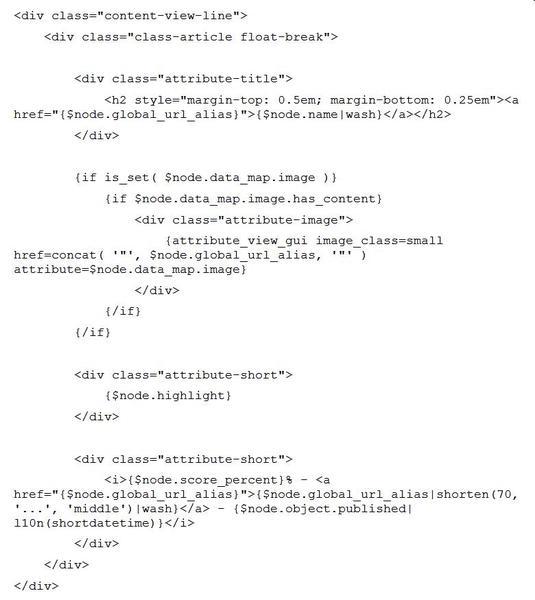 <div class="content-view-line">
<div class="class-article float-break">
<div class="attribute-title">
<h2 style="margin-top: 0.5em; margin-bottom: 0.25em"><a
href="{$node.global_url_alias}">{$node.name|wash}</a></h2>
</div>
{if is_set( $node.data_map.image )}
{if $node.data_map.image.has_content}
<div class="attribute-image">
{attribute_view_gui image_class=small
href=concat( '"', $node.global_url_alias, '"' )
attribute=$node.data_map.image}
</div>
{/if}
{/if}
<div class="attribute-short">
{$node.highlight}
</div>
<div class="attribute-short">
<i>{$node.score_percent}% - <a
href="{$node.global_url_alias}">{$node.global_url_alias|shorten(70,
'...', 'middle')|wash}</a> - {$node.object.published|
l10n(shortdatetime)}</i>
</div>
</div>
</div>